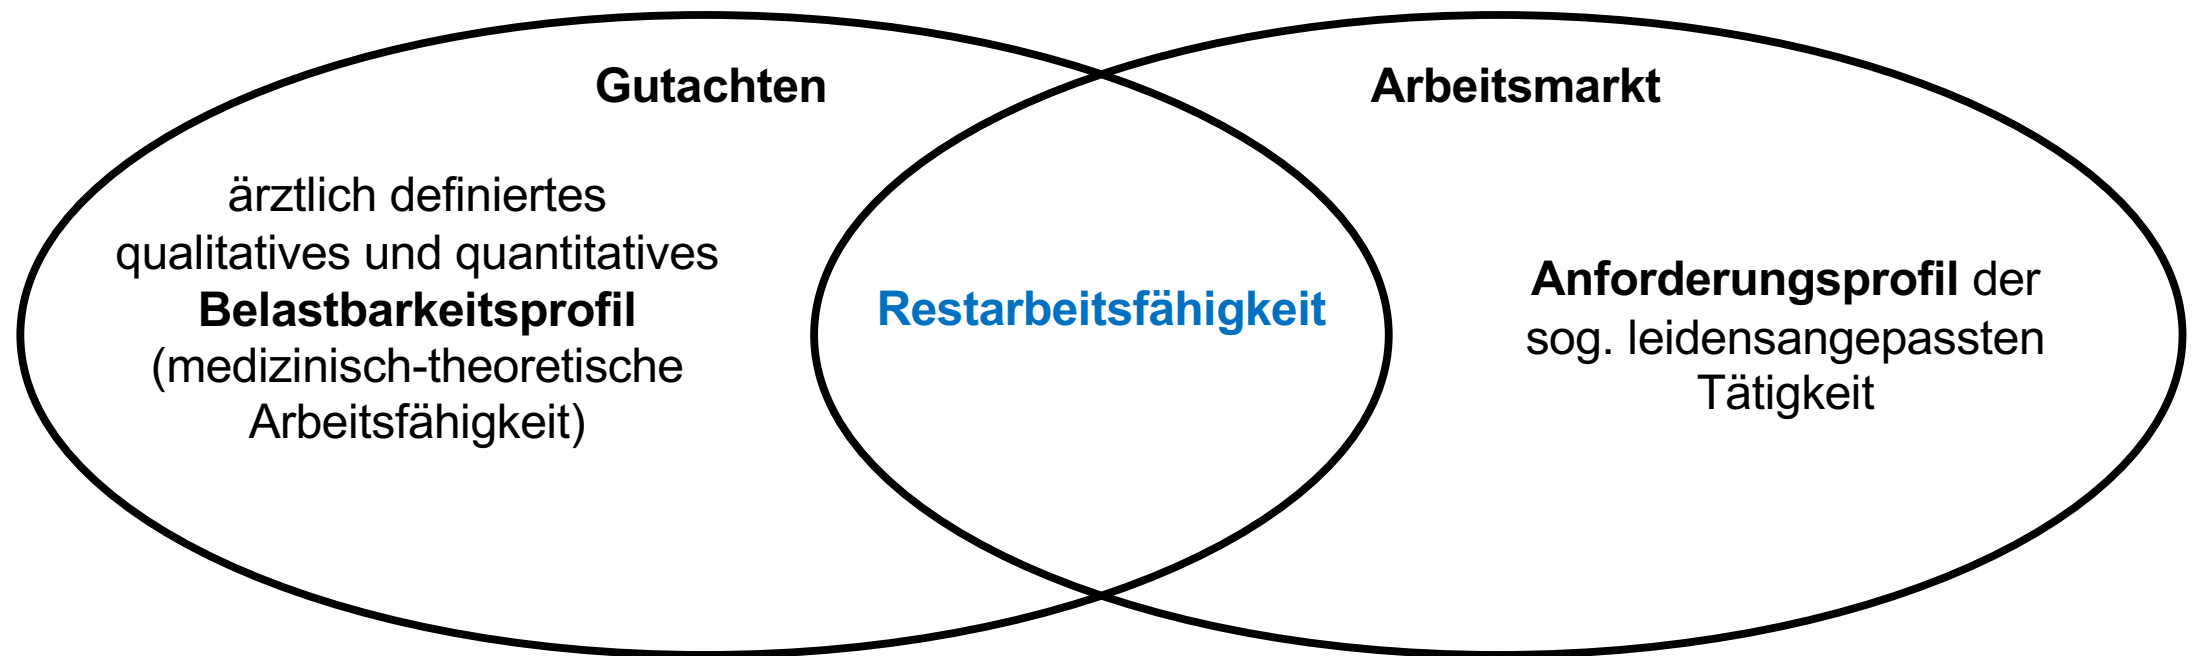 Gutachten
ärztlich definiertes
qualitatives und quantitatives
Belastbarkeitsprofil
(medizinisch-theoretische
Arbeitsfähigkeit)
Restarbeitsfähigkeit
Arbeitsmarkt
Anforderungsprofil der
sog. leidensangepassten
Tätigkeit